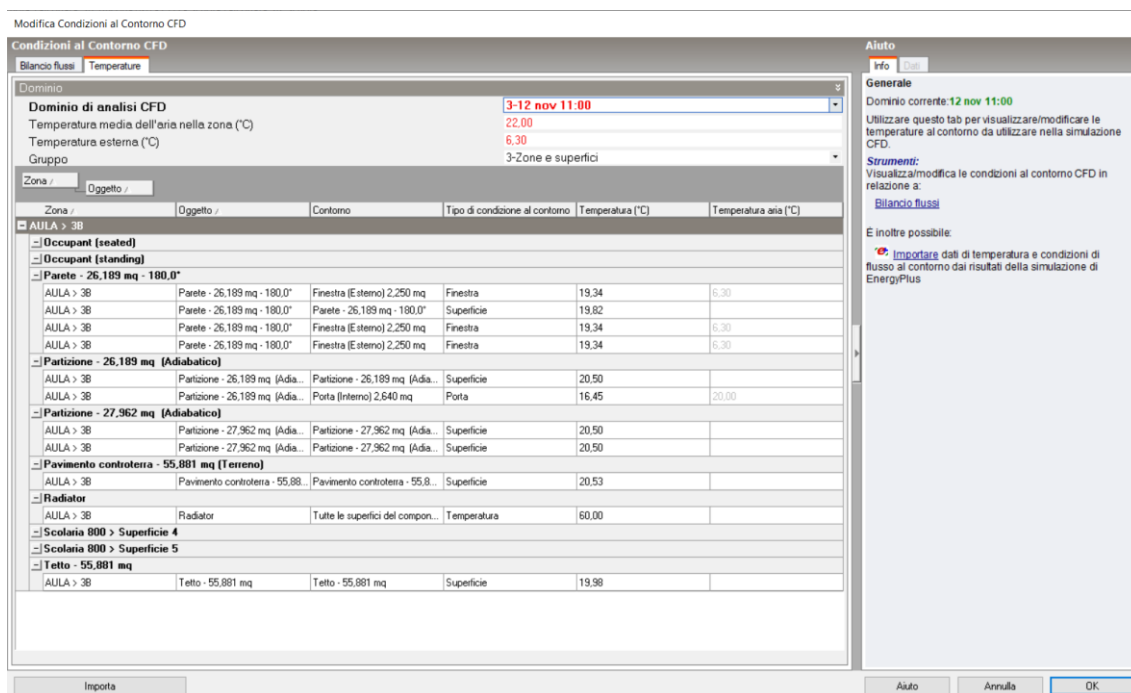 Modifica Condizioni al Contorno CFD
Condizioni al Contorno CFD
Bilancio flussi Temperature
Dominio
Dominio di analisi CFD 3-12 nov 11:00
Temperatura media dell'aria nella zona (°C) 22,00
Temperatura esterna (°C) 6,30
Gruppo 3-Zone e superfici
Zona /
Oggetto /
Zona / Oggetto / Contorno Tipo di condizione al contorno Temperatura (°C) Temperatura aria (°C)
AULA > 3B
Occupant (seated)
Occupant (standing)
Parete - 26,189 mq - 180,0°
AULA > 3B Parete - 26,189 mq - 180,0° Finestra (Esterno) 2,250 mq Finestra 19,34 6,30
AULA > 3B Parete - 26,189 mq - 180,0° Parete - 26,189 mq - 180,0° Superficie 19,82
AULA > 3B Parete - 26,189 mq - 180,0° Finestra (Esterno) 2,250 mq Finestra 19,34 6,30
AULA > 3B Parete - 26,189 mq - 180,0° Finestra (Esterno) 2,250 mq Finestra 19,34 6,30
Partizione - 26,189 mq (Adiabatico)
AULA > 3B Partizione - 26,189 mq (Adia... Partizione - 26,189 mq (Adia... Superficie 20,50
AULA > 3B Partizione - 26,189 mq (Adia... Porta (Interno) 2,640 mq Porta 16,45 20,00
Partizione - 27,962 mq (Adiabatico)
AULA > 3B Partizione - 27,962 mq (Adia... Partizione - 27,962 mq (Adia... Superficie 20,50
AULA > 3B Partizione - 27,962 mq (Adia... Partizione - 27,962 mq (Adia... Superficie 20,50
Pavimento controterra - 55,881 mq (Terreno)
AULA > 3B Pavimento controterra - 55,88... Pavimento controterra - 55,8... Superficie 20,53
Radiator
AULA > 3B Radiator Tutte le superfici del compon... Temperatura 60,00
Scolaria 800 > Superficie 4
Scolaria 800 > Superficie 5
Tetto - 55,881 mq
AULA > 3B Tetto - 55,881 mq Tetto - 55,881 mq Superficie 19,98
Importa
Aiuto
Info Dati
Generale
Dominio corrente:12 nov 11:00
Utilizzare questo tab per visualizzare/modificare le
temperature al contorno da utilizzare nella simulazione
CFD.
Strumenti:
Visualizza/modifica le condizioni al contorno CFD in
relazione a:
Bilancio flussi
È inoltre possibile:
Importare dati di temperatura e condizioni di
flusso al contorno dai risultati della simulazione di
EnergyPlus
Aiuto Annulla OK